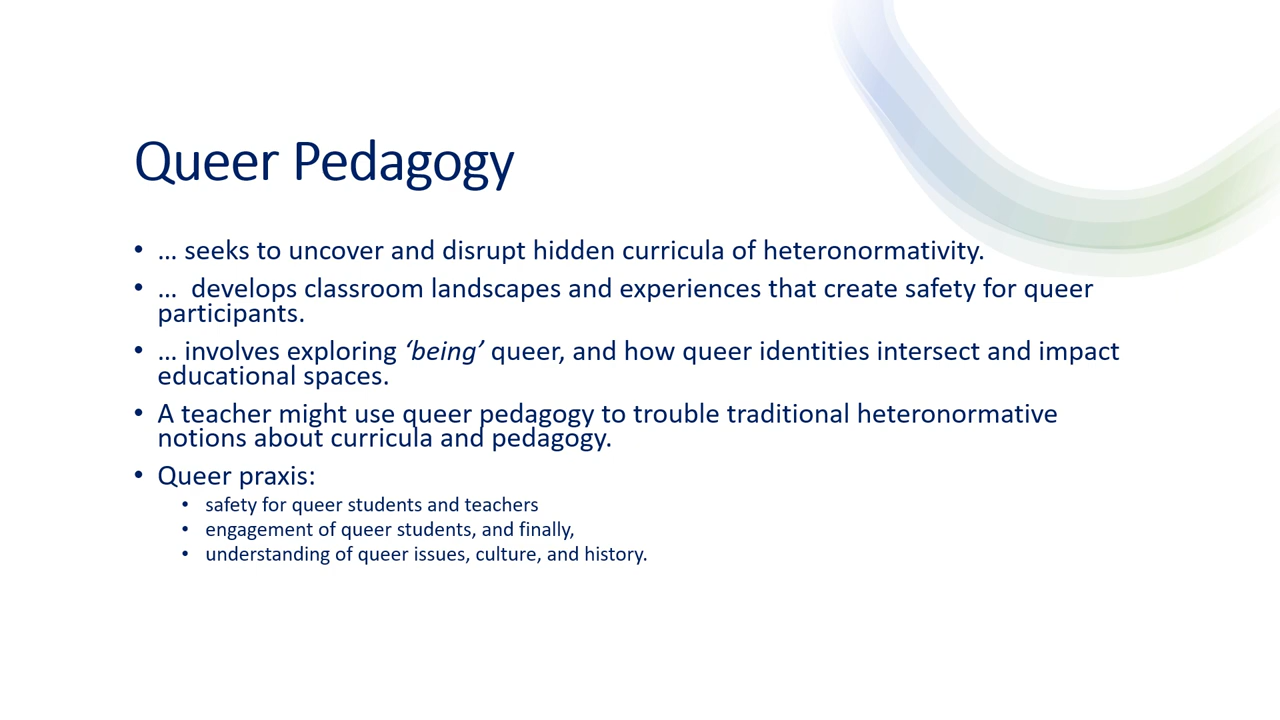 Queer Pedagogy
• … seeks to uncover and disrupt hidden curricula of heteronormativity.
• …  develops classroom landscapes and experiences that create safety for queer
participants.
• … involves exploring ‘being’ queer, and how queer identities intersect and impact
educational spaces.
• A teacher might use queer pedagogy to trouble traditional heteronormative
notions about curricula and pedagogy.
• Queer praxis:
• safety for queer students and teachers
• engagement of queer students, and finally,
• understanding of queer issues, culture, and history.